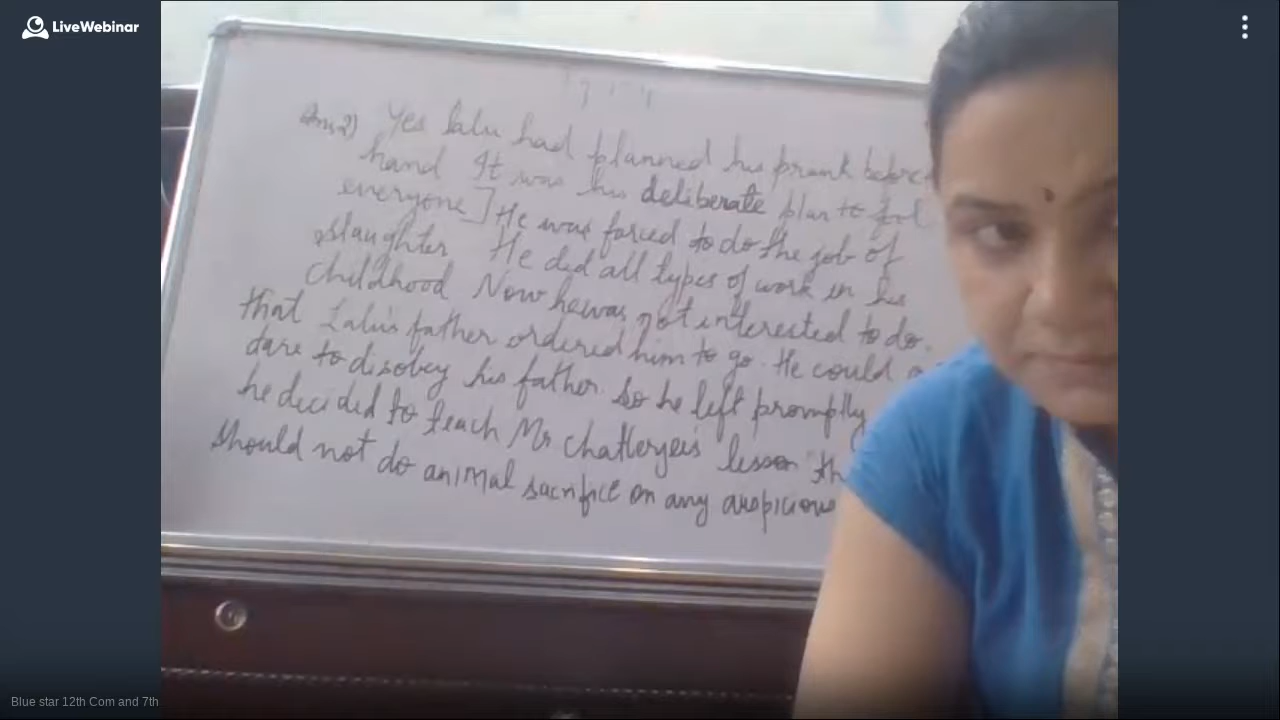 LiveWebinar
Ans 2) Yes Lalu had planned his prank before
hand It was his deliberate plan to
everyone] He was forced to do the job of
slaughter He did all types of work in his
childhood Now he was not interested to do.
that Lalu's father ordered him to go. He could
dare to disobey his father. So he left promptly
he decided to teach Mr Chatterjee's lesson
should not do animal sacrifice on any auspicious
Blue star 12th Com and 7th